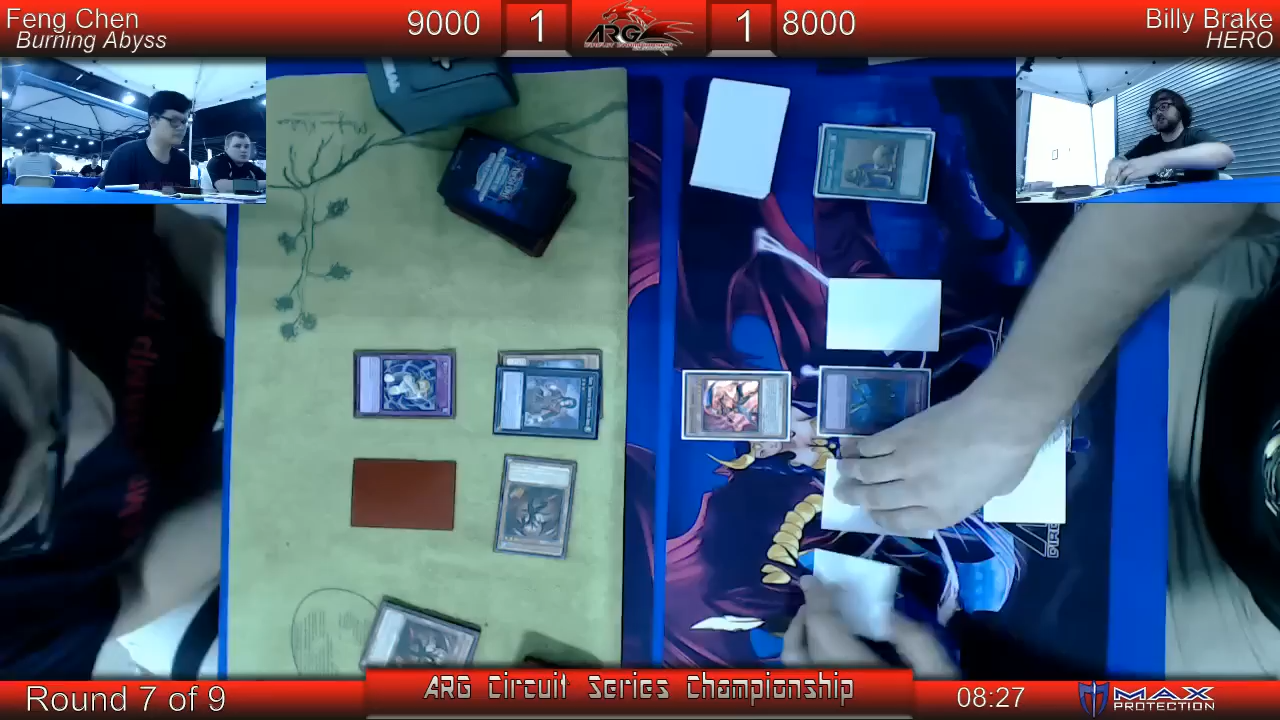 Feng Chen
Burning Abyss
9000
1
ARG
1
8000
Billy Brake
HERO
Round 7 of 9
ARG Circuit Series Championship
08:27
MAX
PROTECTION